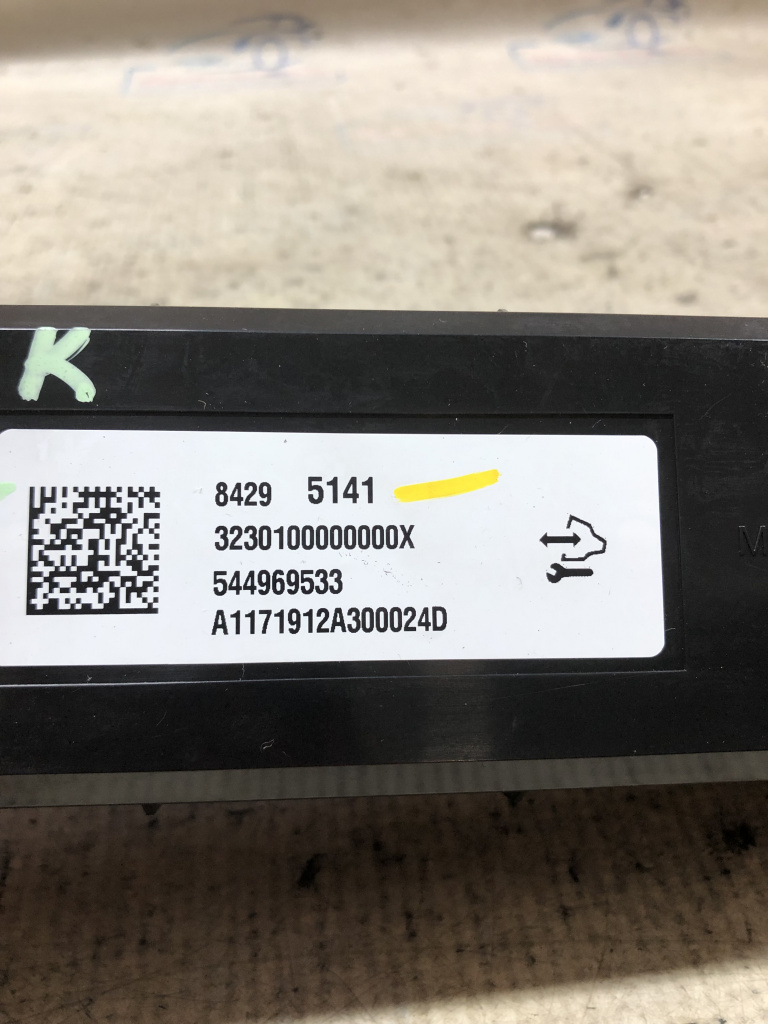 K
8429 5141
3230100000000X
544969533
A1171912A300024D
M